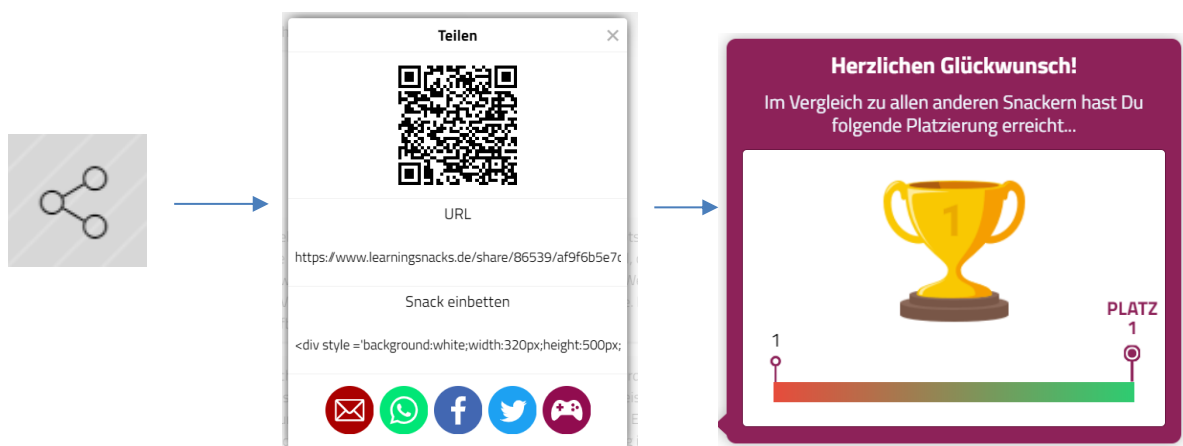 Teilen
URL
https://www.learningsnacks.de/share/86539/af9f6b5e7c
Snack einbetten
<div style ='background:white;width:320px;height:500px;
Herzlichen Glückwunsch!
Im Vergleich zu allen anderen Snackern hast Du
folgende Platzierung erreicht...
1
PLATZ
1
1